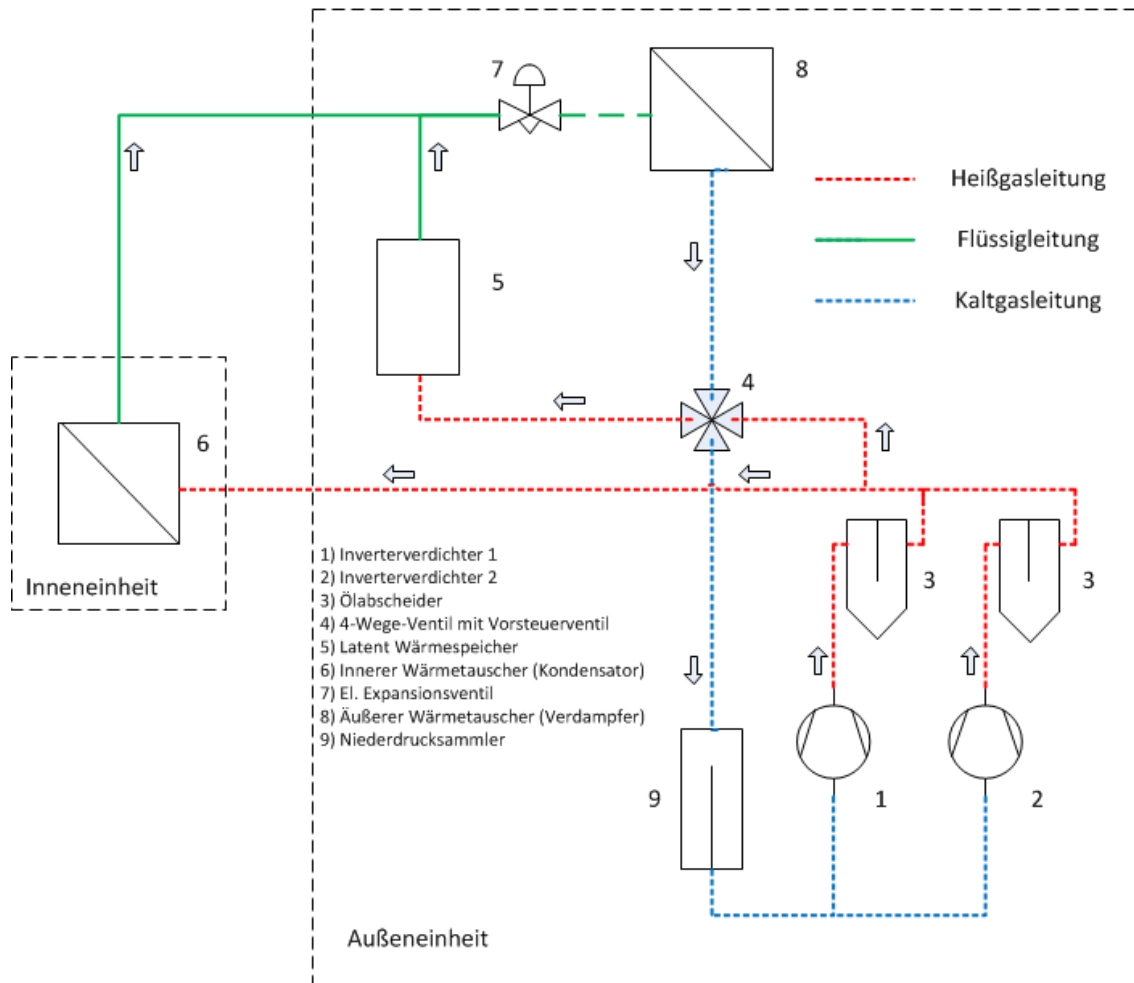 7
8
Heißgasleitung
Flüssigleitung
Kaltgasleitung
5
4
6
Inneneinheit
3
3
1) Inverterverdichter 1
2) Inverterverdichter 2
3) Ölabscheider
4) 4-Wege-Ventil mit Vorsteuerventil
5) Latent Wärmespeicher
6) Innerer Wärmetauscher (Kondensator)
7) El. Expansionsventil
8) Äußerer Wärmetauscher (Verdampfer)
9) Niederdrucksammler
9
1
2
Außeneinheit